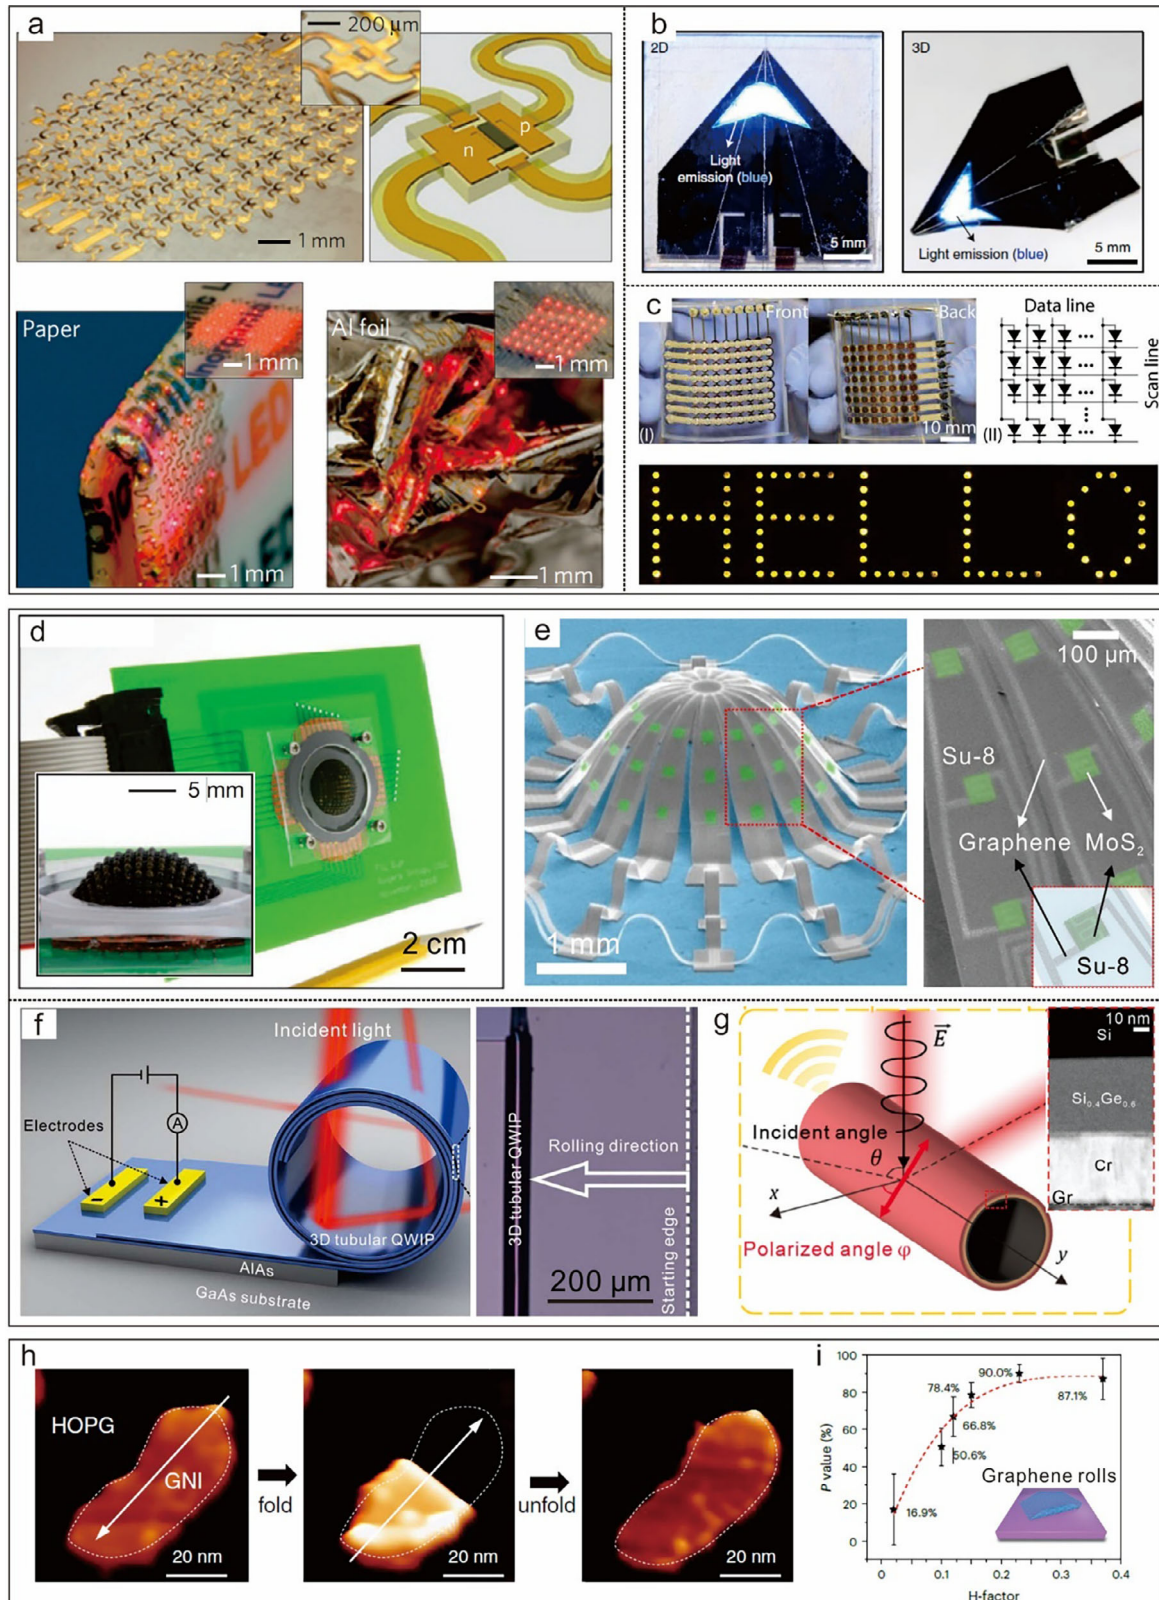 a
200 μm
n
p
1 mm
Paper
1 mm
LED
LED
1 mm
Al foil
1 mm
1 mm
b
2D
Light
emission (blue)
5 mm
3D
Light emission (blue)
5 mm
c
Front
Back
(I)
10 mm
Data line
Scan line
(II)
HELLO
d
5 mm
2 cm
e
1 mm
100 μm
Su-8
Graphene
MoS₂
Su-8
f
Incident light
Electrodes
A
-
+
3D tubular QWIP
AlAs
GaAs substrate
3D tubular QWIP
Rolling direction
Starting edge
200 μm
g
E
Incident angle
θ
x
Polarized angle φ
y
10 nm
Si
Si₀.₄Ge₀.₆
Cr
Gr
h
HOPG
GNI
20 nm
fold
20 nm
unfold
20 nm
i
P value (%)
100
80
60
40
20
0
16.9%
50.6%
66.8%
78.4%
90.0%
87.1%
Graphene rolls
0
0.1
0.2
0.3
0.4
H-factor